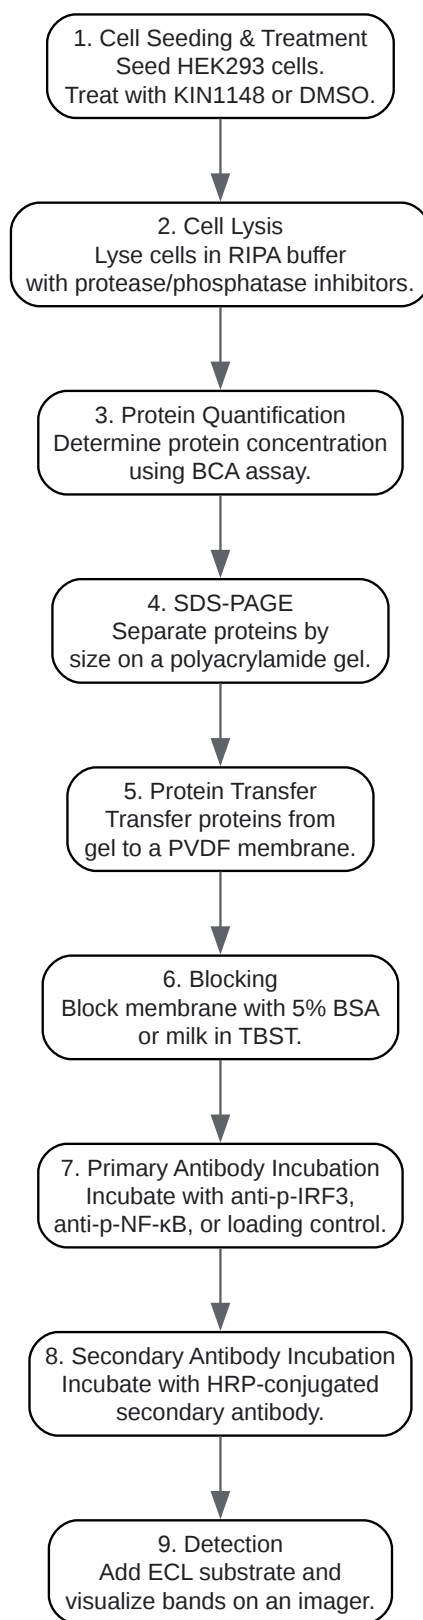 1. Cell Seeding & Treatment
Seed HEK293 cells.
Treat with KIN1148 or DMSO.
2. Cell Lysis
Lyse cells in RIPA buffer
with protease/phosphatase inhibitors.
3. Protein Quantification
Determine protein concentration
using BCA assay.
4. SDS-PAGE
Separate proteins by
size on a polyacrylamide gel.
5. Protein Transfer
Transfer proteins from
gel to a PVDF membrane.
6. Blocking
Block membrane with 5% BSA
or milk in TBST.
7. Primary Antibody Incubation
Incubate with anti-p-IRF3,
anti-p-NF-κB, or loading control.
8. Secondary Antibody Incubation
Incubate with HRP-conjugated
secondary antibody.
9. Detection
Add ECL substrate and
visualize bands on an imager.